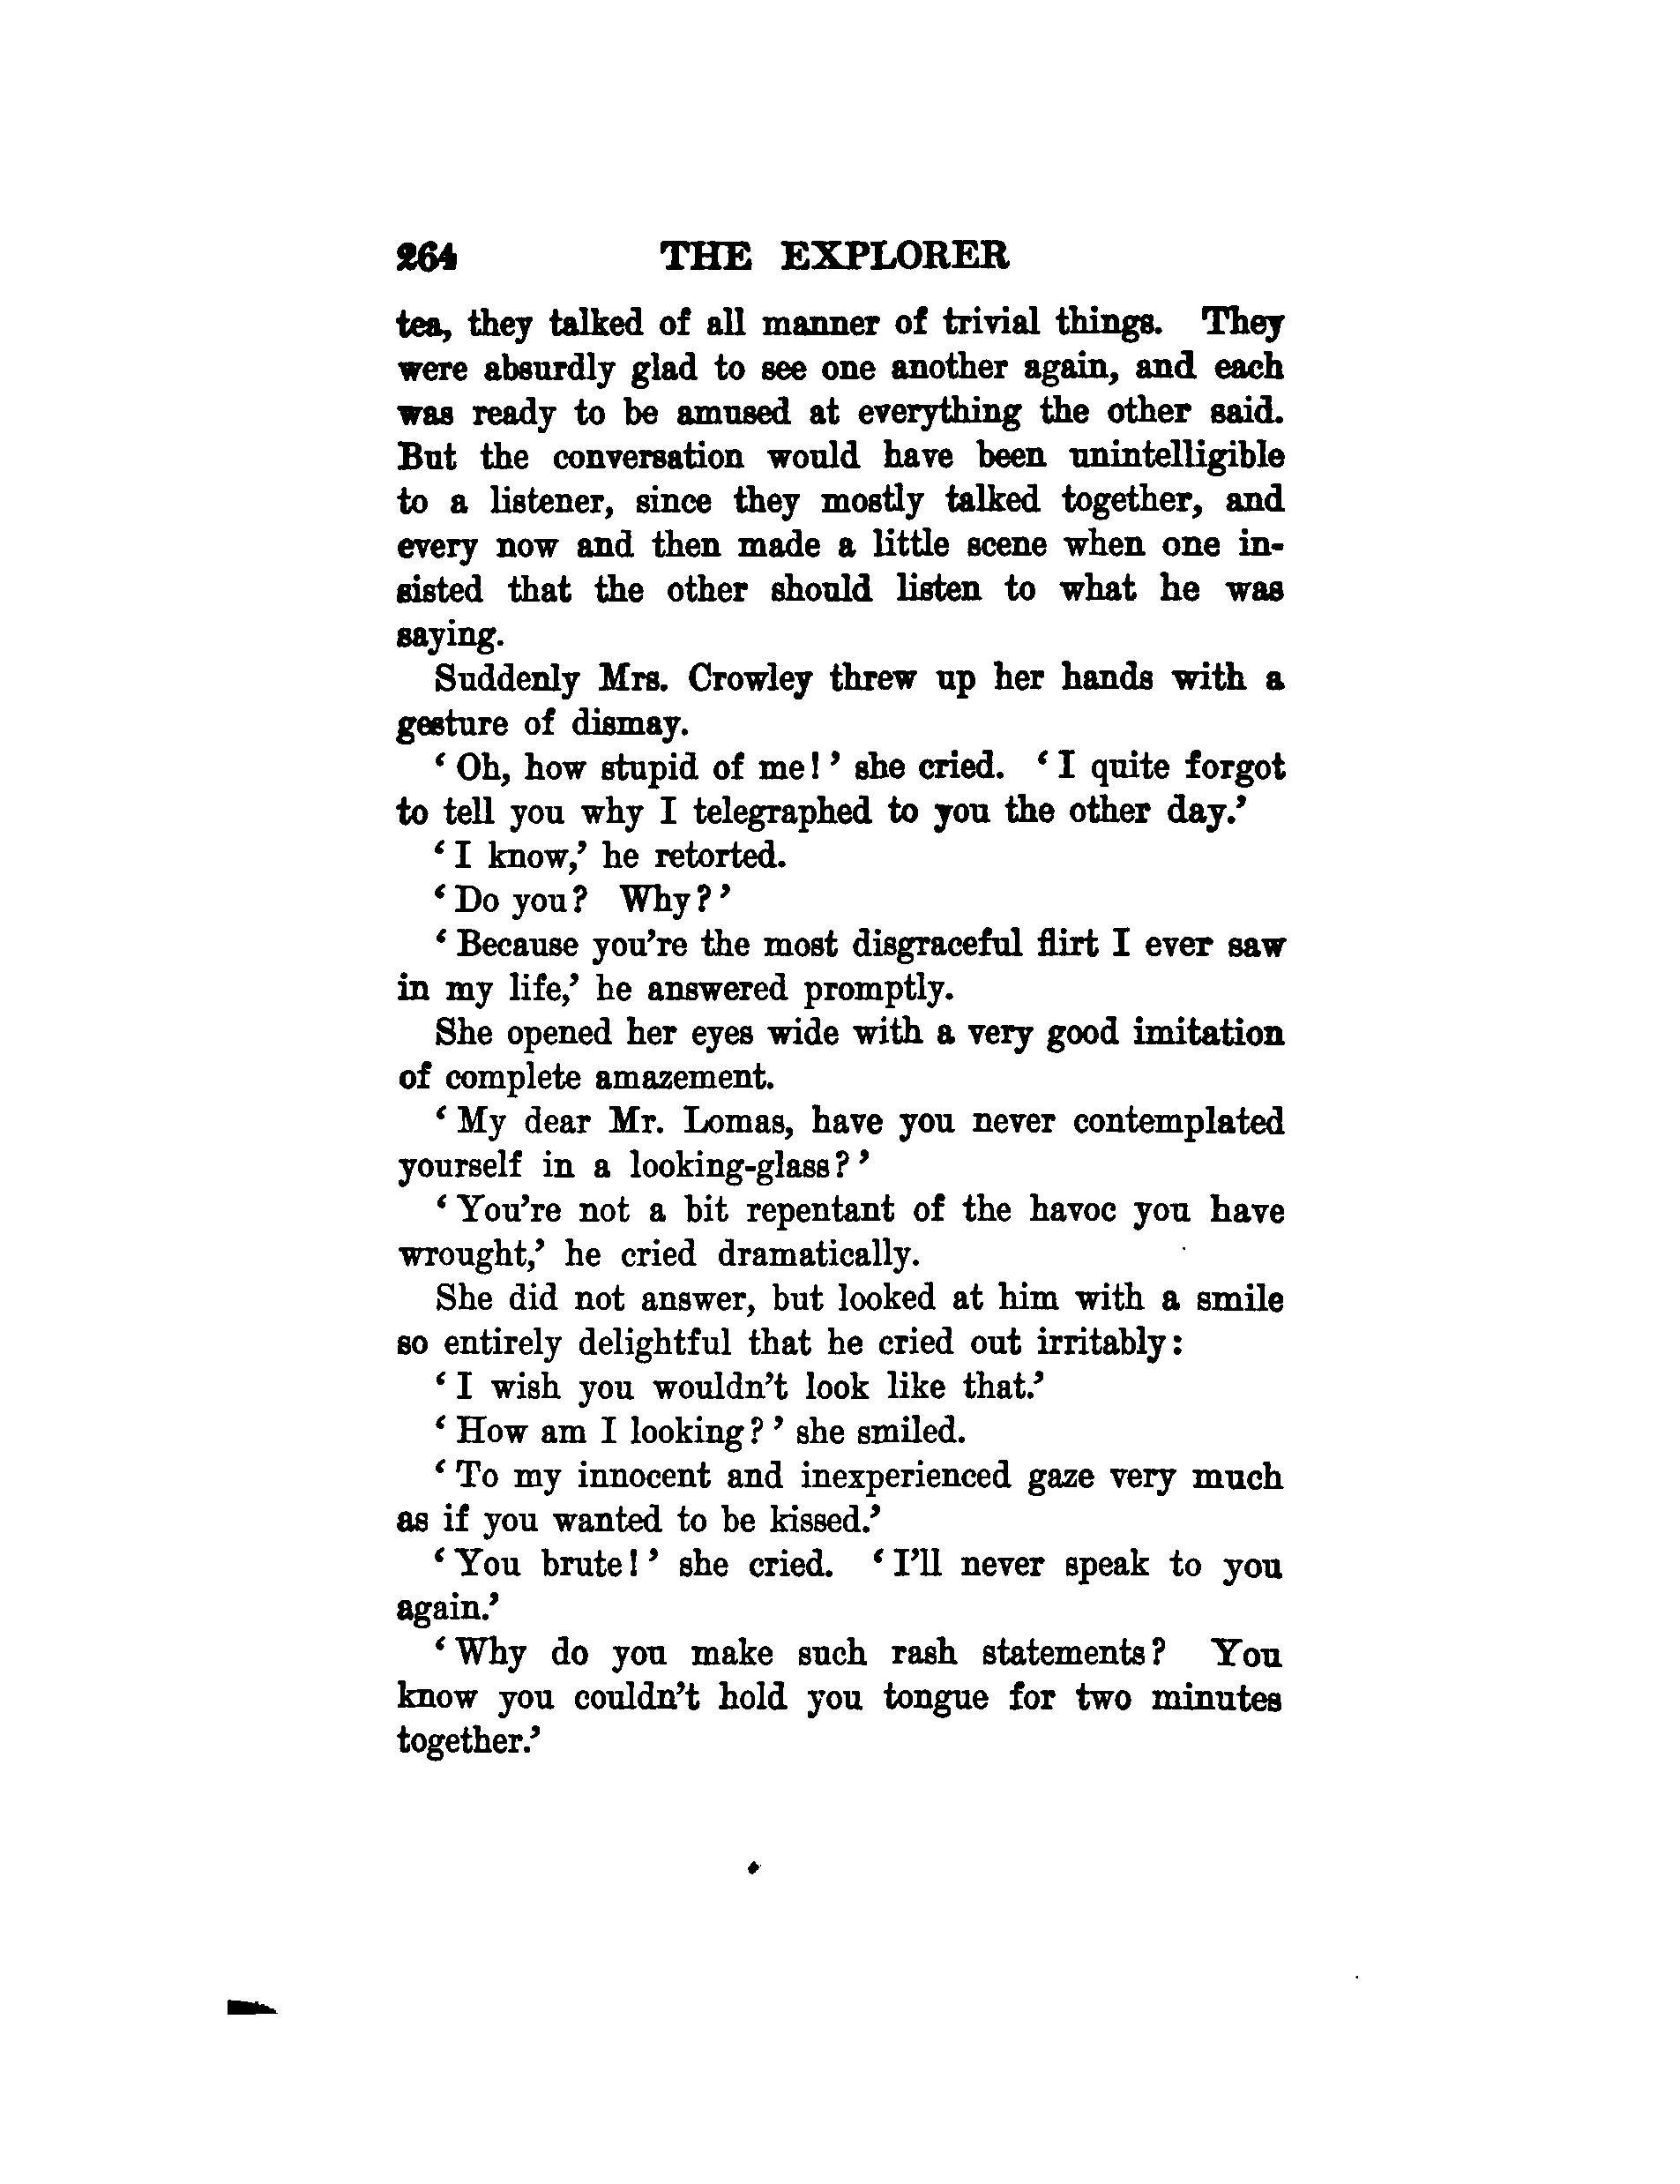 264 THE EXPLORER
tea, they talked of all manner of trivial things. They
were absurdly glad to see one another again, and each
was ready to be amused at everything the other said.
But the conversation would have been unintelligible
to a listener, since they mostly talked together, and
every now and then made a little scene when one in-
sisted that the other should listen to what he was
saying.
Suddenly Mrs. Crowley threw up her hands with a
gesture of dismay.
‘ Oh, how stupid of me! ’ she cried. ‘ I quite forgot
to tell you why I telegraphed to you the other day.’
‘ I know,’ he retorted.
‘ Do you? Why? ’
‘ Because you’re the most disgraceful flirt I ever saw
in my life,’ he answered promptly.
She opened her eyes wide with a very good imitation
of complete amazement.
‘ My dear Mr. Lomas, have you never contemplated
yourself in a looking-glass? ’
‘ You’re not a bit repentant of the havoc you have
wrought,’ he cried dramatically.
She did not answer, but looked at him with a smile
so entirely delightful that he cried out irritably:
‘ I wish you wouldn’t look like that.’
‘ How am I looking? ’ she smiled.
‘ To my innocent and inexperienced gaze very much
as if you wanted to be kissed.’
‘ You brute! ’ she cried. ‘ I’ll never speak to you
again.’
‘ Why do you make such rash statements? You
know you couldn’t hold you tongue for two minutes
together.’